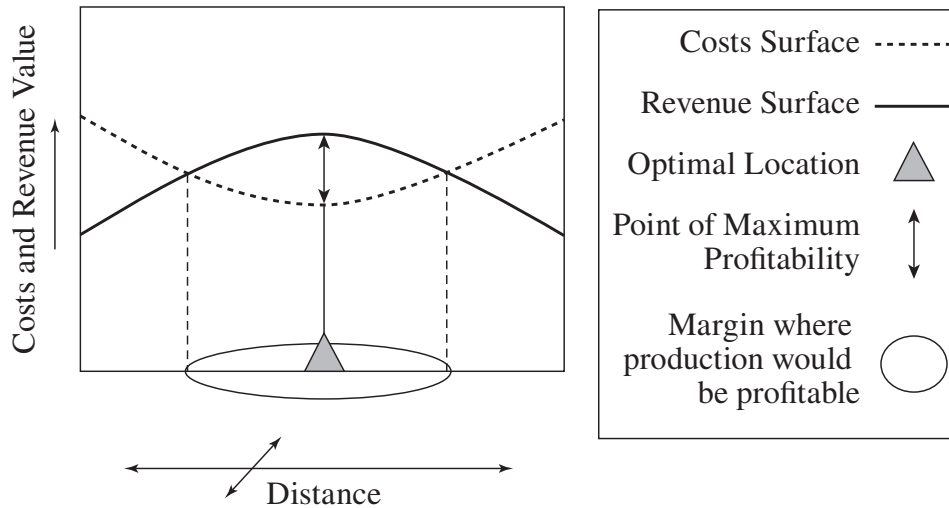 Costs and Revenue Value
Distance
Costs Surface
Revenue Surface
Optimal Location
Point of Maximum
Profitability
Margin where
production would
be profitable